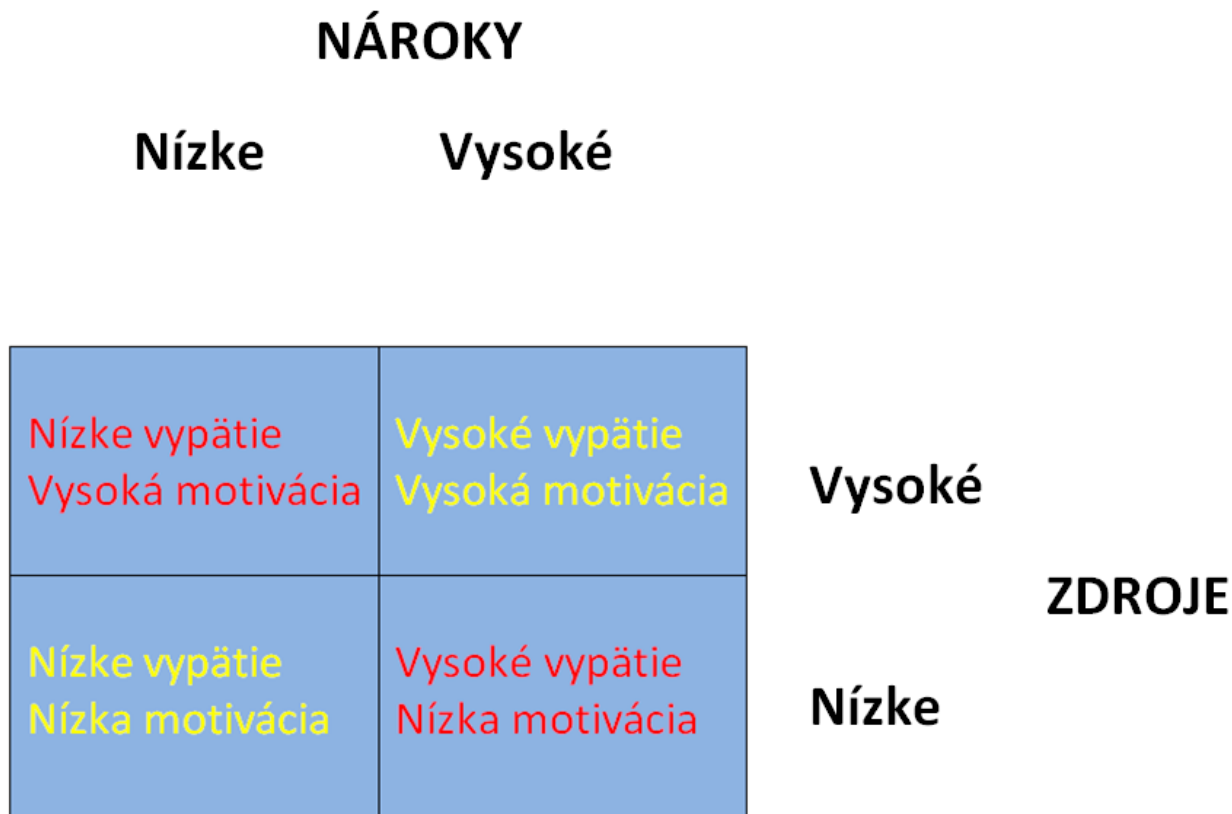 NÁROKY
Nízke Vysoké
Nízke vypätie
Vysoká motivácia
Vysoké vypätie
Vysoká motivácia
Vysoké
ZDROJE
Nízke vypätie
Nízka motivácia
Vysoké vypätie
Nízka motivácia
Nízke